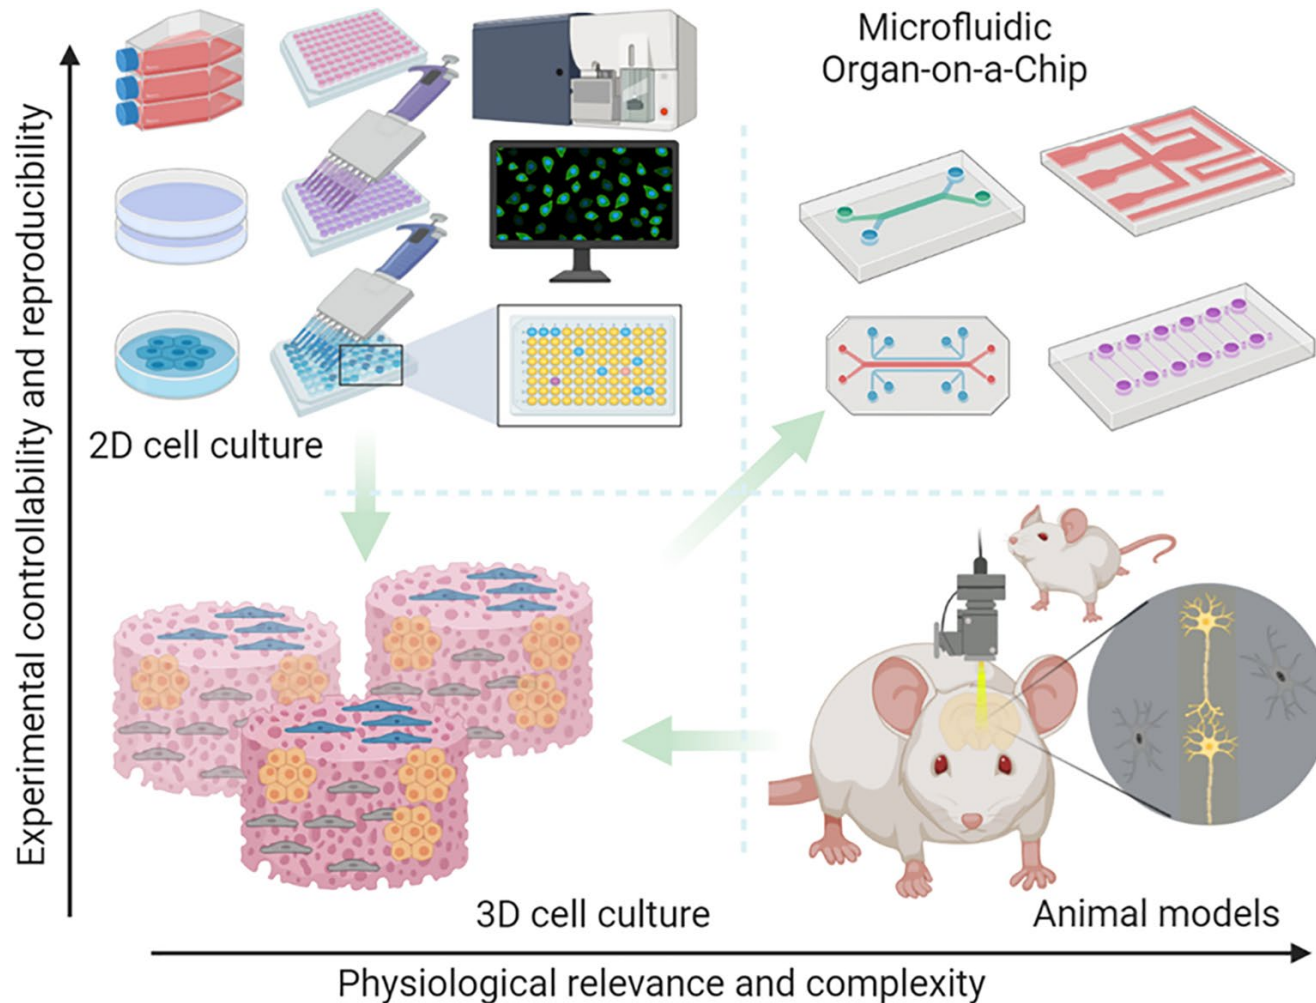 Microfluidic
Organ-on-a-Chip
Experimental controllability and reproducibility
2D cell culture
3D cell culture
Animal models
Physiological relevance and complexity